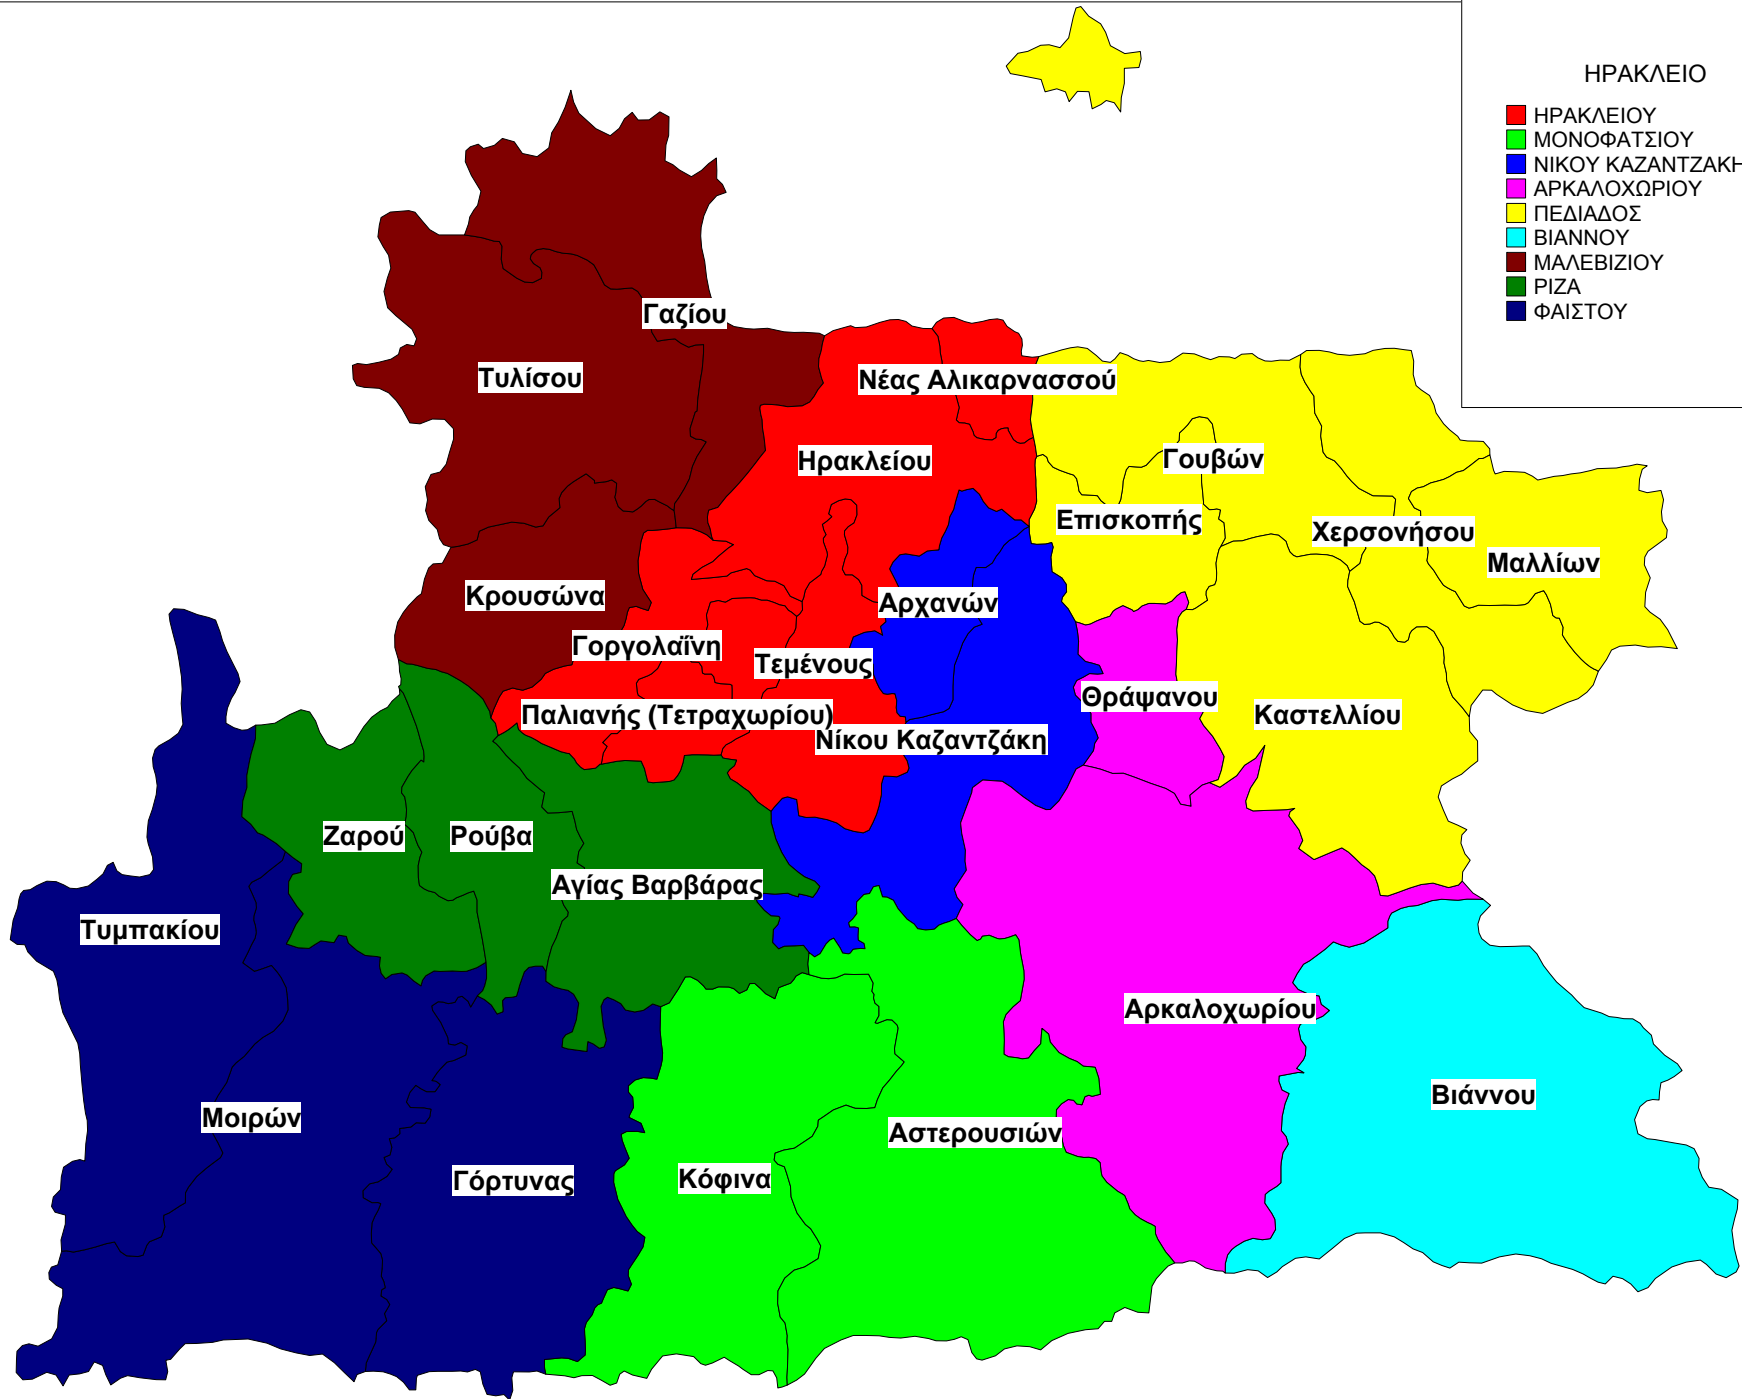 ΗΡΑΚΛΕΙΟ
ΗΡΑΚΛΕΙΟΥ
ΜΟΝΟΦΑΤΣΙΟΥ
ΝΙΚΟΥ ΚΑΖΑΝΤΖΑΚΗ
ΑΡΚΑΛΟΧΩΡΙΟΥ
ΠΕΔΙΑΔΟΣ
ΒΙΑΝΝΟΥ
ΜΑΛΕΒΙΖΙΟΥ
ΡΙΖΑ
ΦΑΙΣΤΟΥ
Γαζίου
Τυλίσου
Νέας Αλικαρνασσού
Ηρακλείου
Γουβών
Επισκοπής
Χερσονήσου
Μαλλίων
Κρουσώνα
Αρχανών
Γοργολαΐνη
Τεμένους
Θράψανου
Παλιανής (Τετραχωρίου)
Καστελλίου
Νίκου Καζαντζάκη
Ζαρού
Ρούβα
Αγίας Βαρβάρας
Τυμπακίου
Αρκαλοχωρίου
Βιάννου
Μοιρών
Αστερουσιών
Κόφινα
Γόρτυνας